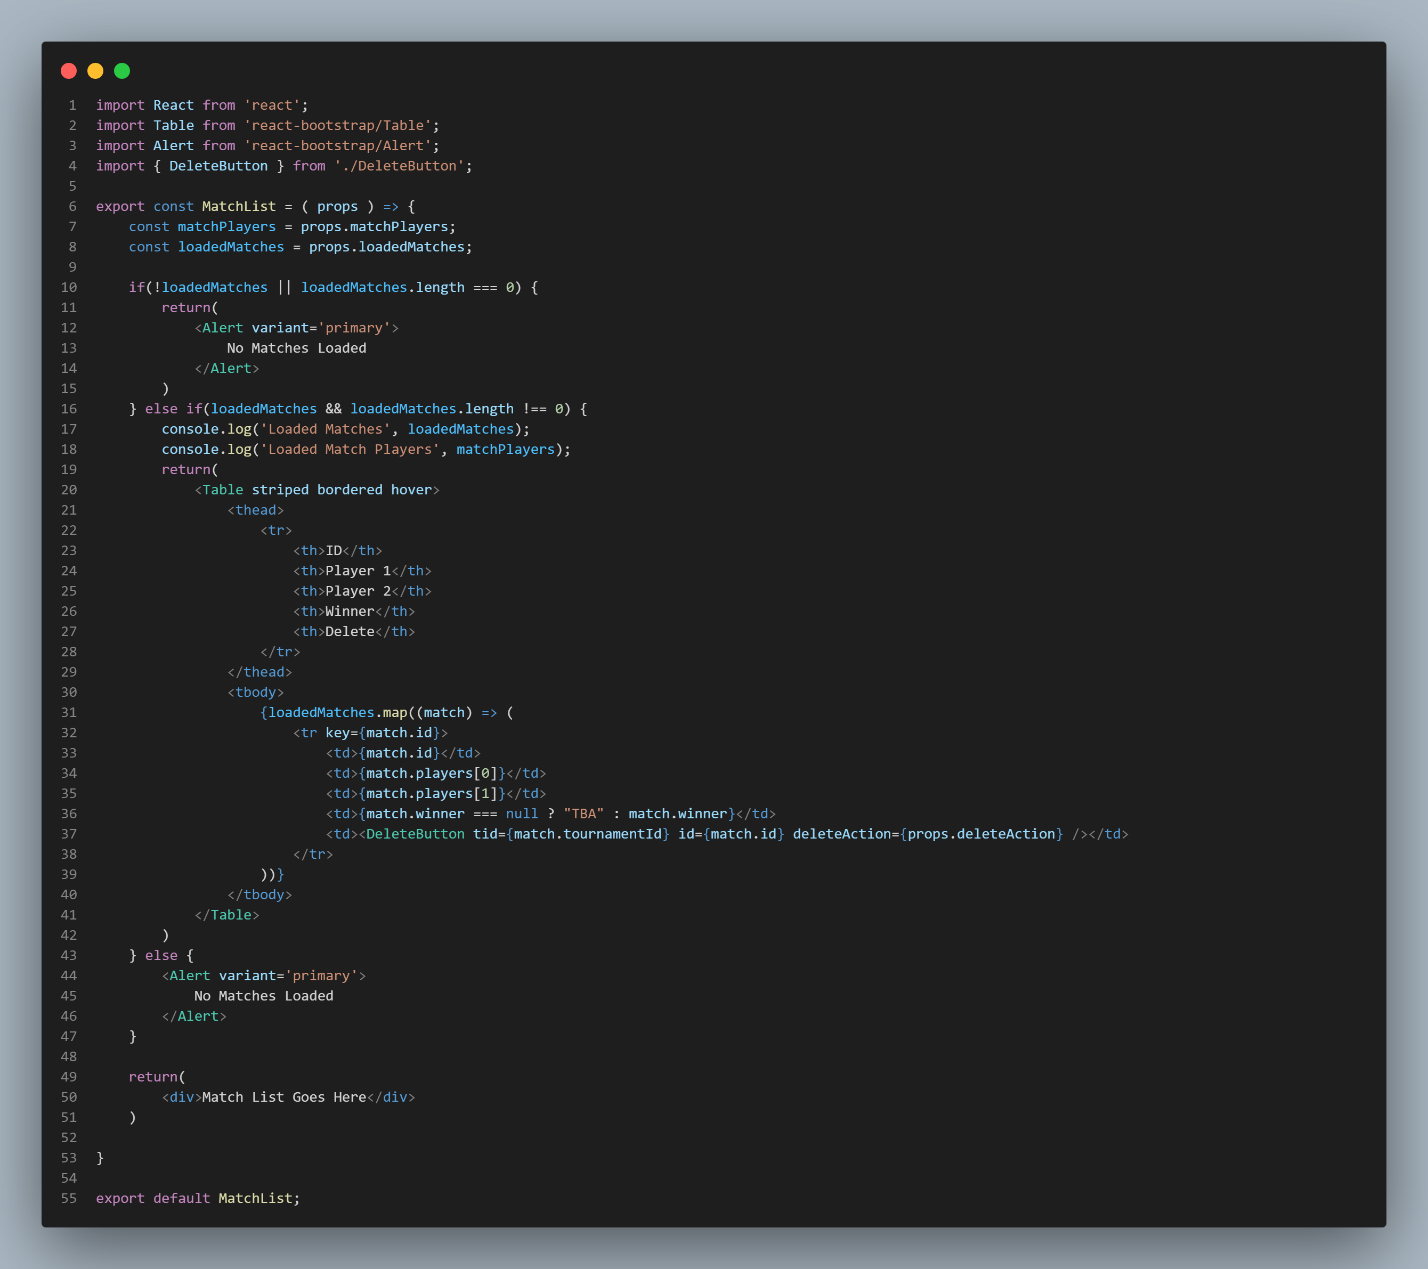 1 import React from 'react';
2 import Table from 'react-bootstrap/Table';
3 import Alert from 'react-bootstrap/Alert';
4 import { DeleteButton } from './DeleteButton';
5
6 export const MatchList = ( props ) => {
7     const matchPlayers = props.matchPlayers;
8     const loadedMatches = props.loadedMatches;
9
10     if(!loadedMatches || loadedMatches.length === 0) {
11         return(
12             <Alert variant='primary'>
13                 No Matches Loaded
14             </Alert>
15         )
16     } else if(loadedMatches && loadedMatches.length !== 0) {
17         console.log('Loaded Matches', loadedMatches);
18         console.log('Loaded Match Players', matchPlayers);
19         return(
20             <Table striped bordered hover>
21                 <thead>
22                     <tr>
23                         <th>ID</th>
24                         <th>Player 1</th>
25                         <th>Player 2</th>
26                         <th>Winner</th>
27                         <th>Delete</th>
28                     </tr>
29                 </thead>
30                 <tbody>
31                     {loadedMatches.map((match) => (
32                         <tr key={match.id}>
33                             <td>{match.id}</td>
34                             <td>{match.players[0]}</td>
35                             <td>{match.players[1]}</td>
36                             <td>{match.winner === null ? "TBA" : match.winner}</td>
37                             <td><DeleteButton tid={match.tournamentId} id={match.id} deleteAction={props.deleteAction} /></td>
38                         </tr>
39                     ))}
40                 </tbody>
41             </Table>
42         )
43     } else {
44         <Alert variant='primary'>
45             No Matches Loaded
46         </Alert>
47     }
48
49     return(
50         <div>Match List Goes Here</div>
51     )
52
53 }
54
55 export default MatchList;